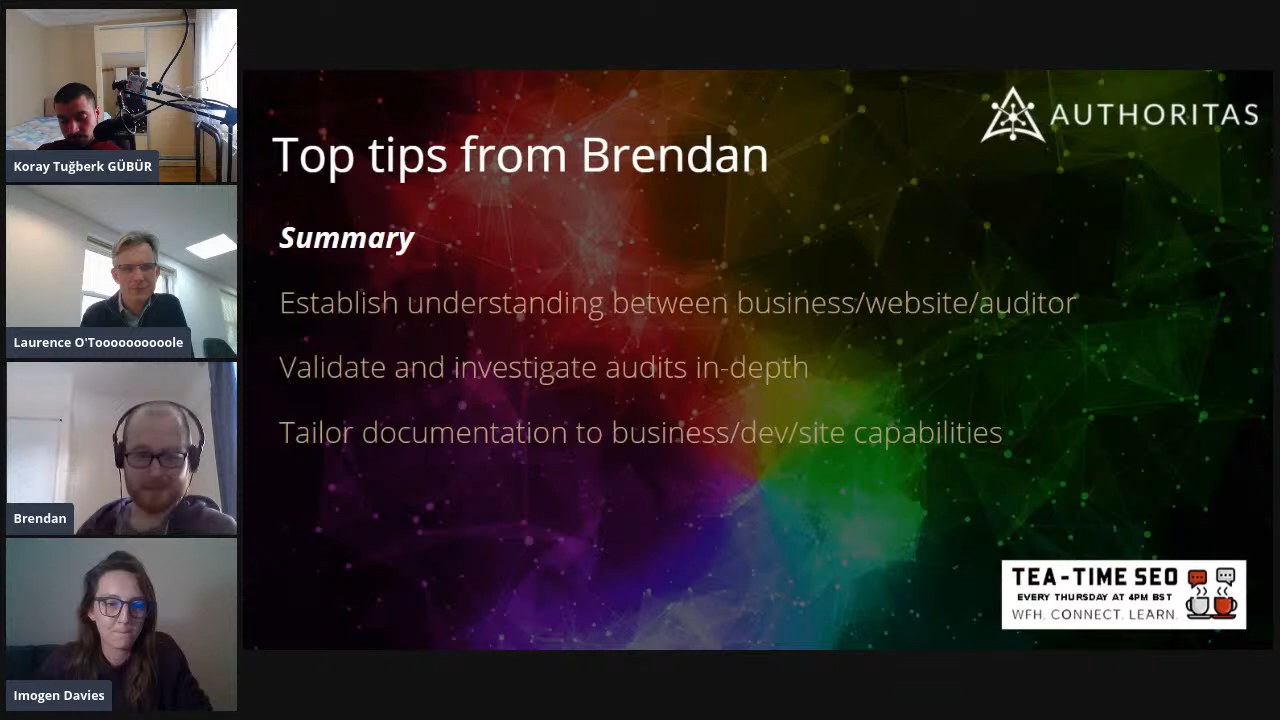 Koray Tuğberk GÜBÜR
Laurence O'Toooooooooole
Brendan
Imogen Davies
AUTHORITAS
Top tips from Brendan
Summary
Establish understanding between business/website/auditor
Validate and investigate audits in-depth
Tailor documentation to business/dev/site capabilities
TEA-TIME SEO
EVERY THURSDAY AT 4PM BST
WFH. CONNECT. LEARN.